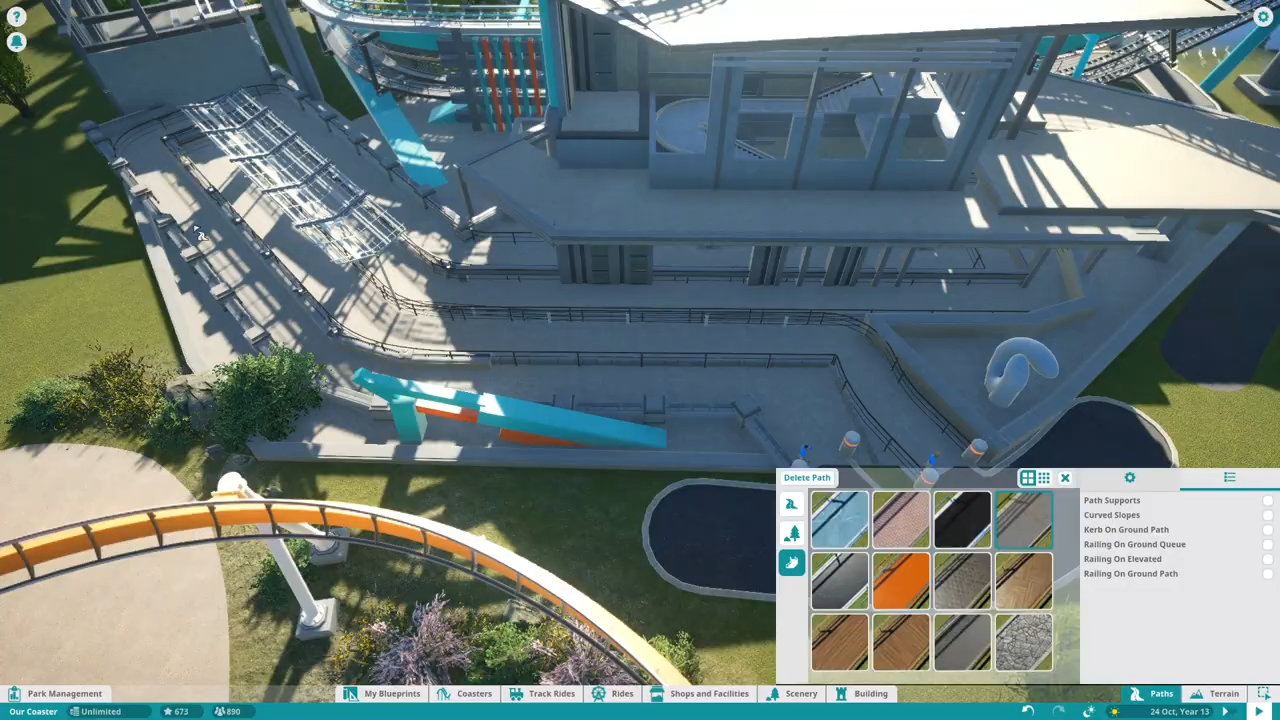 ?
Delete Path
Path Supports
Curved Slopes
Kerb On Ground Path
Railing On Ground Queue
Railing On Elevated
Railing On Ground Path
Park Management
My Blueprints
Coasters
Track Rides
Rides
Shops and Facilities
Scenery
Building
Paths
Terrain
Our Coaster
Unlimited
673
890
24 Oct, Year 13